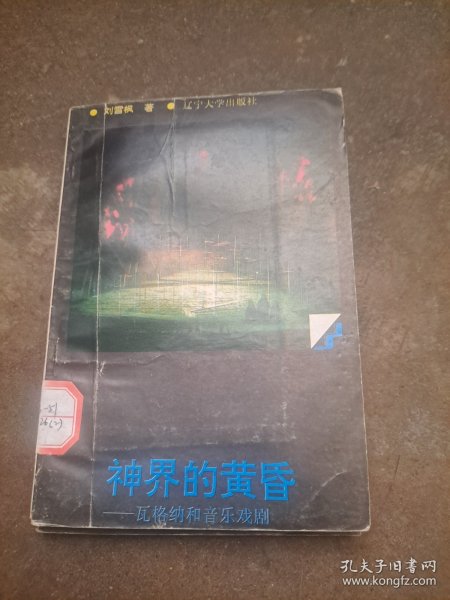 刘雪枫 著 辽宁大学出版社
神界的黄昏
——瓦格纳和音乐戏剧
孔夫子旧书网
www.kongfz.com